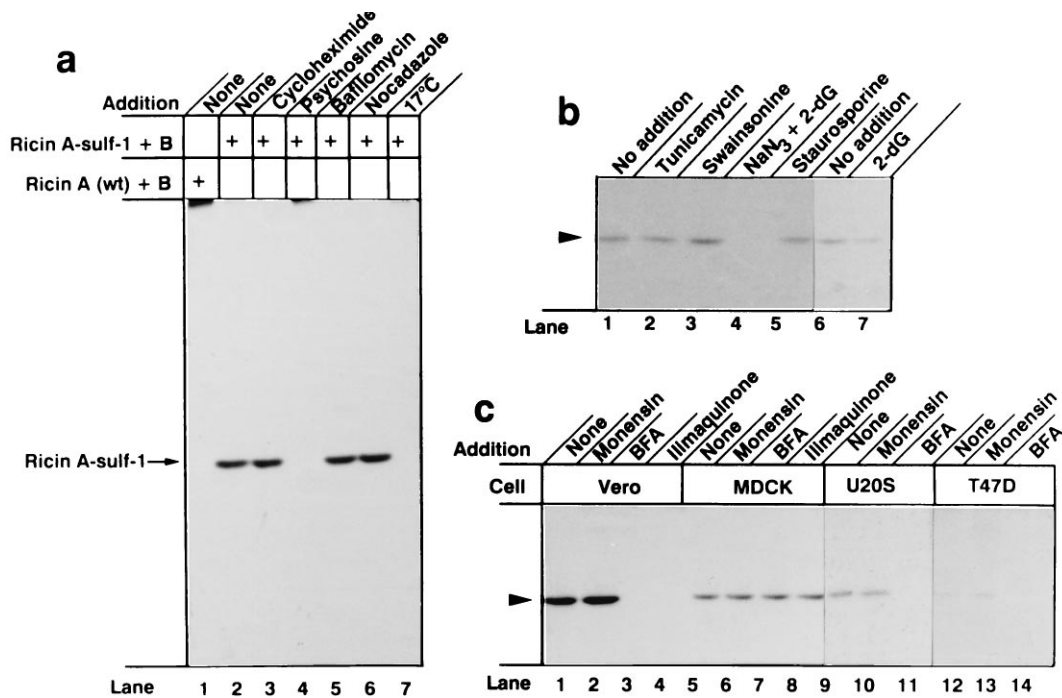 a
Addition
None
None
Cycloheximide
Psychosine
Bafilomycin
Nocadazole
17°C
Ricin A-sulf-1 + B
+ + + + + +
Ricin A (wt) + B
+
Ricin A-sulf-1
Lane 1 2 3 4 5 6 7
b
No addition
Tunicamycin
Swainsonine
NaN3 + 2-dG
Staurosporine
No addition
2-dG
Lane 1 2 3 4 5 6 7
c
Addition
None
Monensin
BFA
Ilimaquinone
None
Monensin
BFA
Ilimaquinone
None
Monensin
BFA
None
Monensin
BFA
Cell Vero MDCK U20S T47D
Lane 1 2 3 4 5 6 7 8 9 10 11 12 13 14